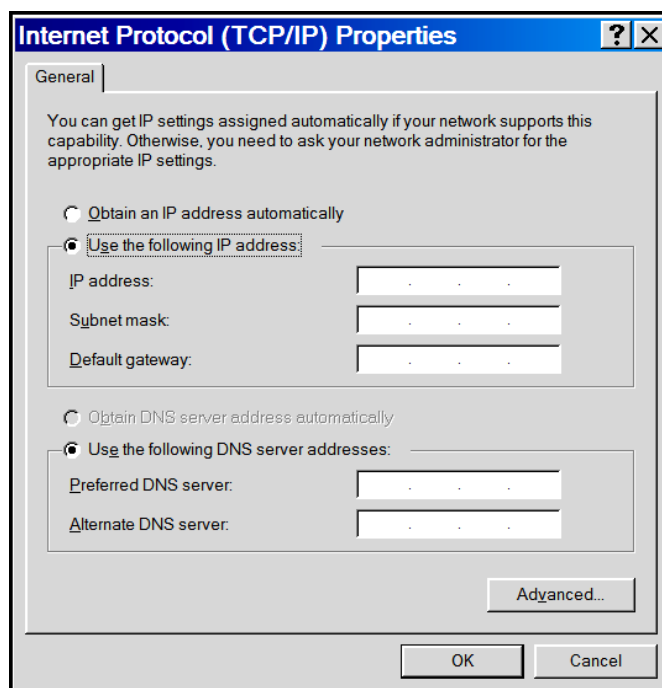 Internet Protocol (TCP/IP) Properties
General
You can get IP settings assigned automatically if your network supports this
capability. Otherwise, you need to ask your network administrator for the
appropriate IP settings.
Obtain an IP address automatically
Use the following IP address:
IP address:
Subnet mask:
Default gateway:
Obtain DNS server address automatically
Use the following DNS server addresses:
Preferred DNS server:
Alternate DNS server:
Advanced...
OK Cancel